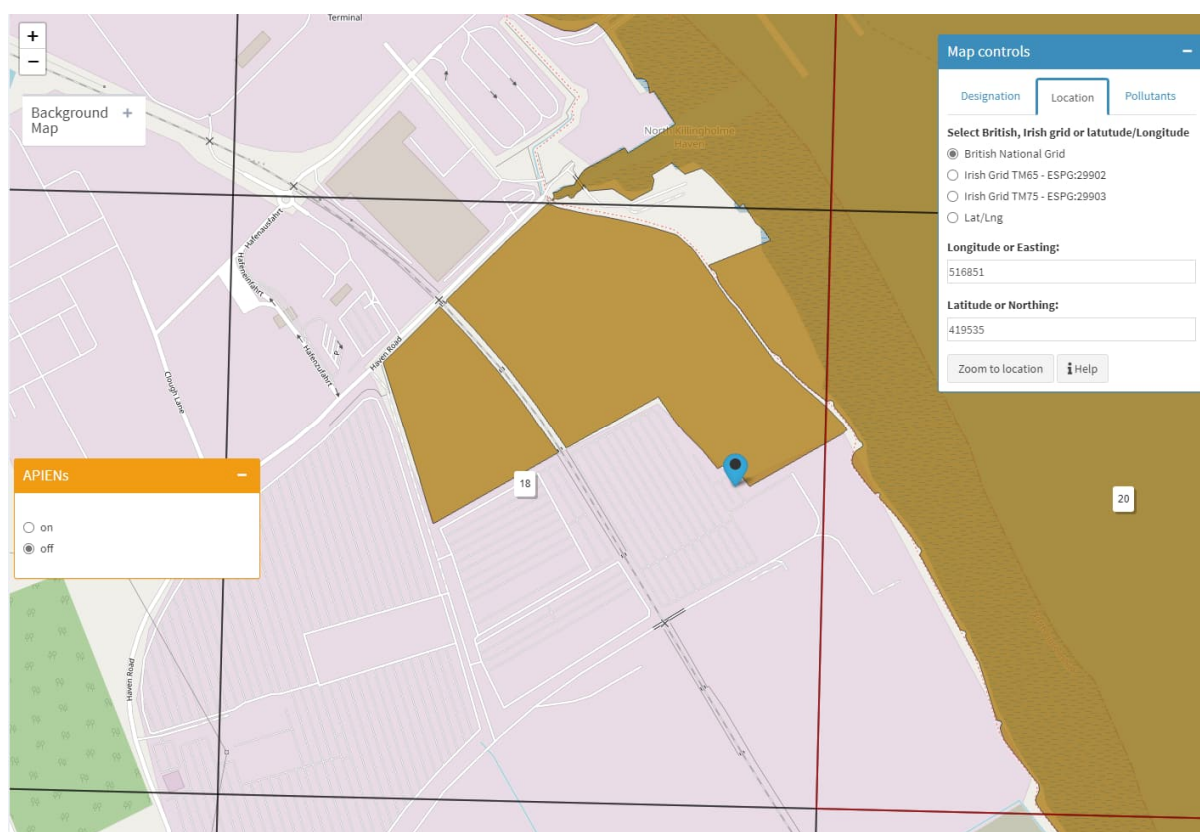 Terminal
+
−
Background
Map
+
North Killingholme
Haven
Hafenausfahrt
Hafeneinfahrt
Hafenzufahrt
P
Haven Road
Clough Lane
Haven Road
18
20
APIENs
−
on
off
Map controls
−
Designation
Location
Pollutants
Select British, Irish grid or latutude/Longitude
British National Grid
Irish Grid TM65 - ESPG:29902
Irish Grid TM75 - ESPG:29903
Lat/Lng
Longitude or Easting:
516851
Latitude or Northing:
419535
Zoom to location
i Help